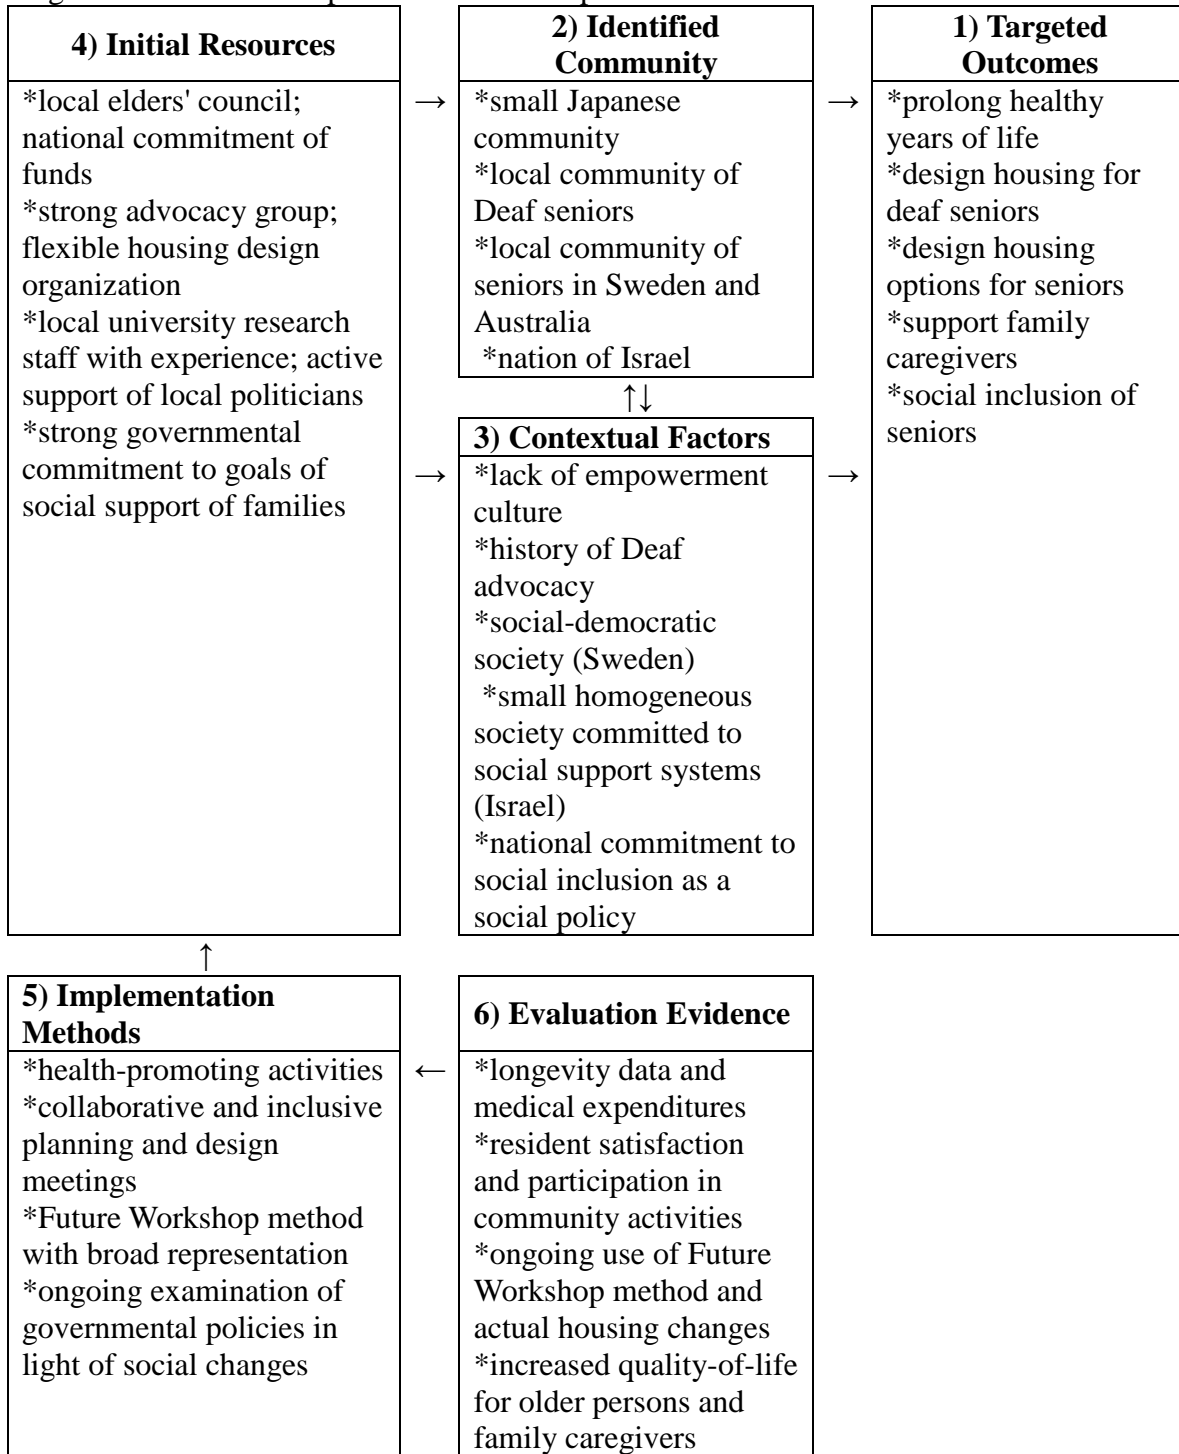 4) Initial Resources
*local elders' council;
national commitment of
funds
*strong advocacy group;
flexible housing design
organization
*local university research
staff with experience; active
support of local politicians
*strong governmental
commitment to goals of
social support of families
→
→
2) Identified
Community
*small Japanese
community
*local community of
Deaf seniors
*local community of
seniors in Sweden and
Australia
*nation of Israel
↑↓
3) Contextual Factors
*lack of empowerment
culture
*history of Deaf
advocacy
*social-democratic
society (Sweden)
*small homogeneous
society committed to
social support systems
(Israel)
*national commitment to
social inclusion as a
social policy
→
→
1) Targeted
Outcomes
*prolong healthy
years of life
*design housing for
deaf seniors
*design housing
options for seniors
*support family
caregivers
*social inclusion of
seniors
↑
5) Implementation
Methods
*health-promoting activities
*collaborative and inclusive
planning and design
meetings
*Future Workshop method
with broad representation
*ongoing examination of
governmental policies in
light of social changes
←
6) Evaluation Evidence
*longevity data and
medical expenditures
*resident satisfaction
and participation in
community activities
*ongoing use of Future
Workshop method and
actual housing changes
*increased quality-of-life
for older persons and
family caregivers